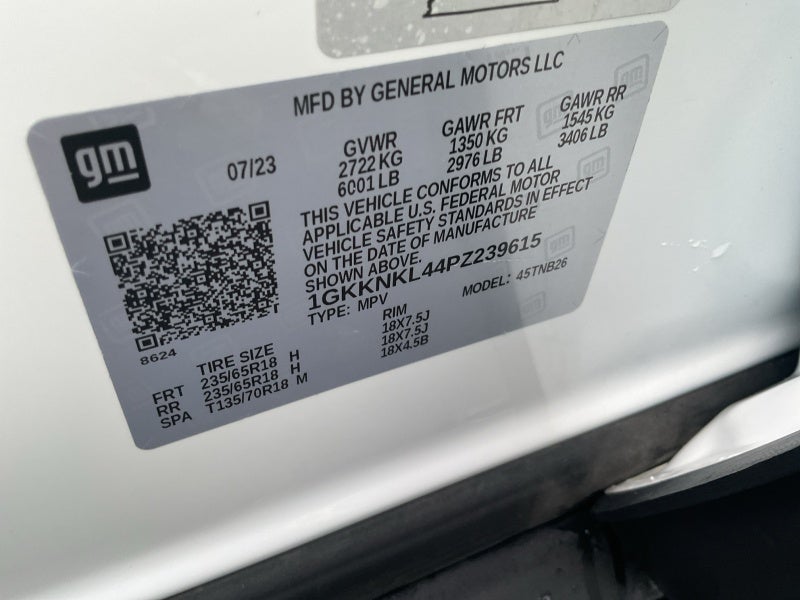 MFD BY GENERAL MOTORS LLC
gm
07/23
GVWR
2722 KG
6001 LB
GAWR FRT
1350 KG
2976 LB
GAWR RR
1545 KG
3406 LB
THIS VEHICLE CONFORMS TO ALL
APPLICABLE U.S. FEDERAL MOTOR
VEHICLE SAFETY STANDARDS IN EFFECT
ON THE DATE OF MANUFACTURE
SHOWN ABOVE.
1GKKNKL44PZ239615
TYPE: MPV
MODEL: 45TNB26
8624
TIRE SIZE RIM
FRT 235/65R18 H 18X7.5J
RR 235/65R18 H 18X7.5J
SPA T135/70R18 M 18X4.5B